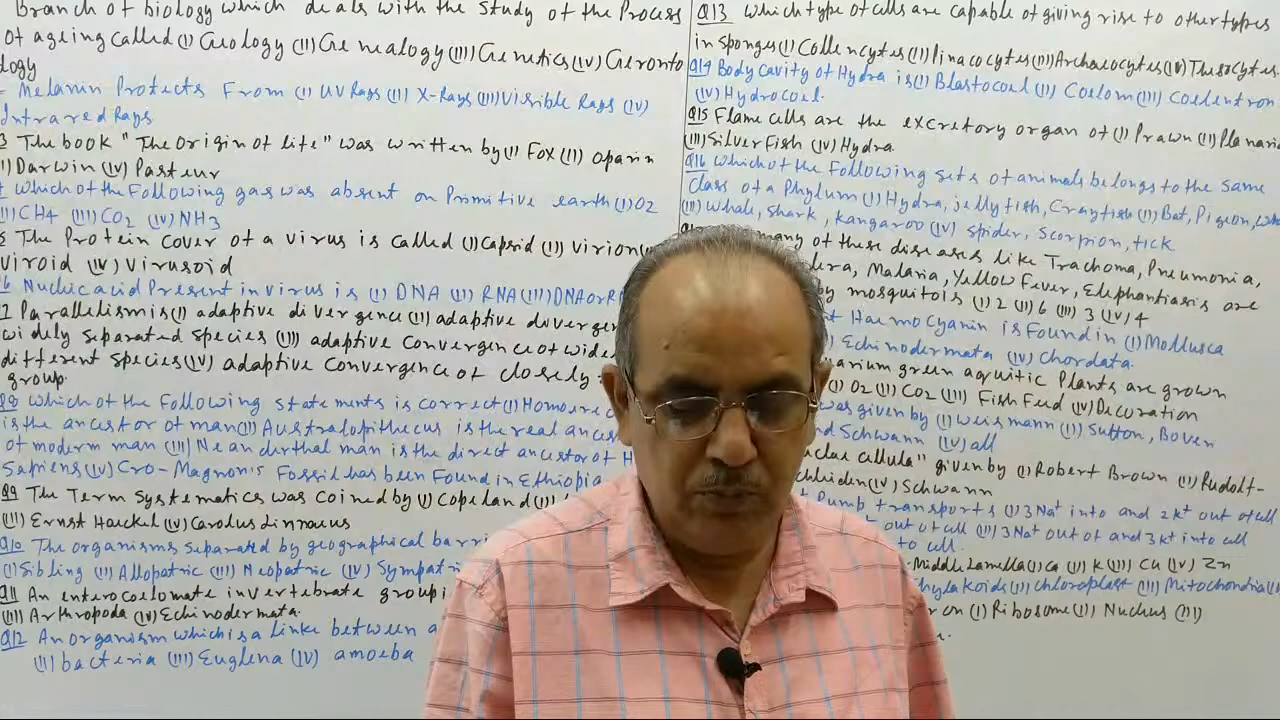 Branch of biology which deals with the study of the Process
of ageing called (I) Geology (II) Genealogy (III) Genetics (IV) Geronto
logy
Melanin Protects From (I) UV Rays (II) X-Rays (III) Visible Rays (IV)
Infrared Rays
3 The book "The origin of life" was written by (I) Fox (II) oparin
Darwin (IV) Pasteur
which of the Following gas was absent on Primitive earth (I) O2
(II) CH4 (III) CO2 (IV) NH3
The Protein cover of a virus is called (I) Capsid (II) Virion
Viroid (IV) Virusoid
Nucleic acid Present in virus is (I) DNA (II) RNA (III) DNA or
7 Parallelism is (I) adaptive divergence (II) adaptive
widely separated species (III) adaptive Convergence of
different species (IV) adaptive Convergence of closely
group.
Q8 which of the Following statements is correct (I)
is the ancestor of man (II) Australopithecus is the real
of moderm man (III) Neanderthal man is the direct ancestor of
Sapiens (IV) Cro-Magnon's Fossil has been Found in Ethiopia
Q9 The Term Systematics was coined by (I) Copeland
(III) Ernst Haeckel (IV) Carolus Linnaeus
Q10 The organisms separated by geographical
(I) Sibling (II) Allopatric (III) Neopatric (IV)
Q11 An enterocoelomate invertebrate group
(III) Arthropoda (IV) Echinodermata.
Q12 An organism which is a linke between
(II) bacteria (III) Euglena (IV) amoeba
Q13 which type of cells are capable of giving rise to other types
in sponges (I) Collencytes (II) Pinacocytes (III) Archaeocytes (IV) Thesocytes
Q14 Body cavity of Hydra is (I) Blastocoel (II) Coelom (III) Coelentron
(IV) Hydrocoel.
Q15 Flame cells are the excretory organ of (I) Prawn (II)
(III) Silver Fish (IV) Hydra.
Q16 which of the Following sets of animals belongs to the same
class of a Phylum (I) Hydra, jelly fish, Crayfish (II) Bat, Pigeon,
(III) Whale, shark, kangaroo (IV) spider, Scorpion, tick
many of these diseases like Trachoma, Pneumonia,
Malaria, Yellow Fever, Elephantiasis are
by mosquitois (I) 2 (II) 6 (III) 3 (IV) 4
Haemocyanin is Found in (I) Mollusca
Echinodermata (IV) Chordata.
green aquitic Plants are grown
(I) O2 (II) CO2 (III) Fish Feed (IV) Decoration
was given by (I) Weismann (II) Sutton, Boveri
Schwann (IV) all
cellula" given by (I) Robert Brown (II) Rudolf-
(IV) Schwann
Pump transports (I) 3Na+ into and 2K+ out of cell
out of cell (III) 3Na+ out of and 3K+ into cell
to cell.
Middle Lamella (I) Ca (II) K (III) Cu (IV) Zn
(II) Chloroplast (III) Mitochondria
(I) Ribosome (II) Nucleus (III)